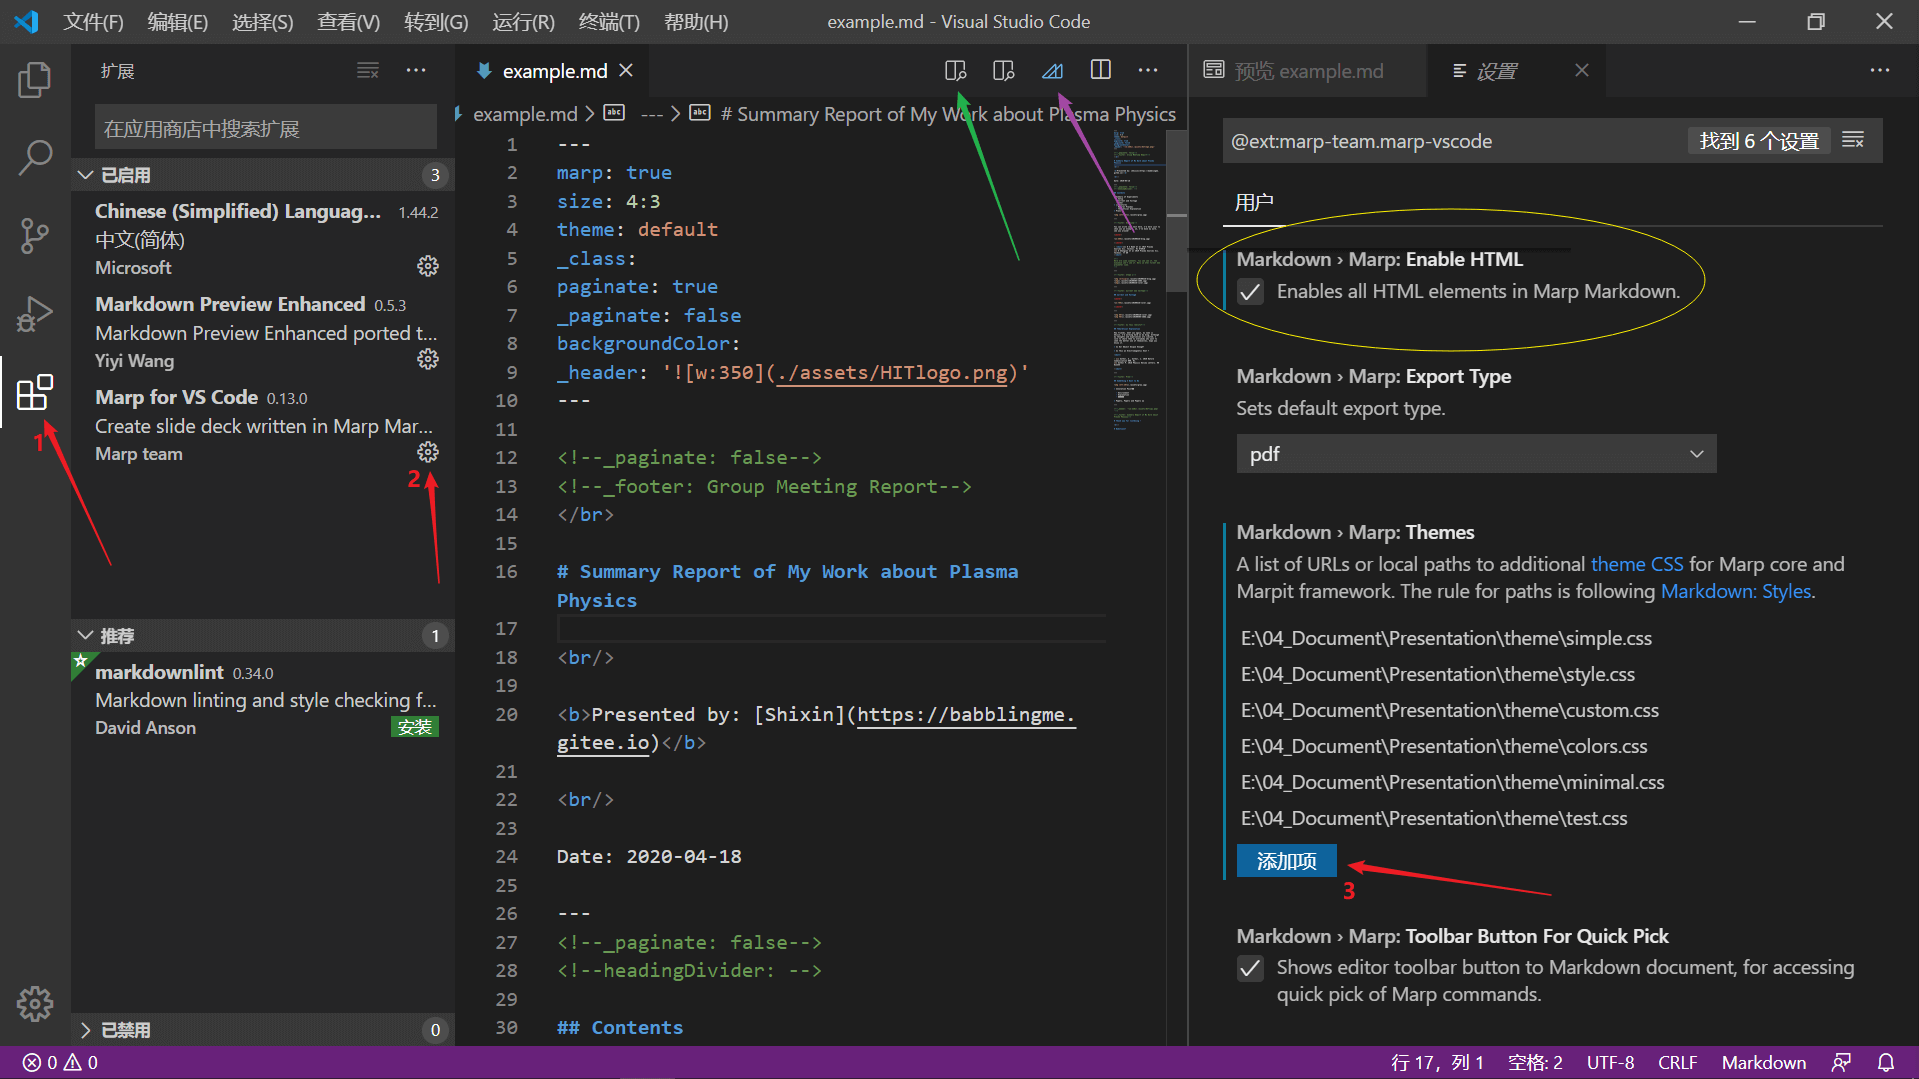 文件(F) 编辑(E) 选择(S) 查看(V) 转到(G) 运行(R) 终端(T) 帮助(H)
example.md - Visual Studio Code
扩展
在应用商店中搜索扩展
已启用 3
Chinese (Simplified) Languag... 1.44.2
中文(简体)
Microsoft
Markdown Preview Enhanced 0.5.3
Markdown Preview Enhanced ported t...
Yiyi Wang
Marp for VS Code 0.13.0
Create slide deck written in Marp Mar...
Marp team
1
2
推荐 1
markdownlint 0.34.0
Markdown linting and style checking f...
David Anson 安装
已禁用 0
example.md
example.md > abc --- > abc # Summary Report of My Work about Plasma Physics
1 ---
2 marp: true
3 size: 4:3
4 theme: default
5 _class:
6 paginate: true
7 _paginate: false
8 backgroundColor:
9 _header: '![w:350](./assets/HITlogo.png)'
10 ---
11
12 <!--_paginate: false-->
13 <!--_footer: Group Meeting Report-->
14 </br>
15
16 # Summary Report of My Work about Plasma
Physics
17
18 <br/>
19
20 <b>Presented by: [Shixin](https://babblingme.
gitee.io)</b>
21
22 <br/>
23
24 Date: 2020-04-18
25
26 ---
27 <!--_paginate: false-->
28 <!--headingDivider: -->
29
30 ## Contents
预览 example.md
设置
@ext:marp-team.marp-vscode 找到 6 个设置
用户
Markdown › Marp: Enable HTML
Enables all HTML elements in Marp Markdown.
Markdown › Marp: Export Type
Sets default export type.
pdf
Markdown › Marp: Themes
A list of URLs or local paths to additional theme CSS for Marp core and
Marpit framework. The rule for paths is following Markdown: Styles.
E:\04_Document\Presentation\theme\simple.css
E:\04_Document\Presentation\theme\style.css
E:\04_Document\Presentation\theme\custom.css
E:\04_Document\Presentation\theme\colors.css
E:\04_Document\Presentation\theme\minimal.css
E:\04_Document\Presentation\theme\test.css
添加项
3
Markdown › Marp: Toolbar Button For Quick Pick
Shows editor toolbar button to Markdown document, for accessing
quick pick of Marp commands.
0 0
行 17，列 1 空格: 2 UTF-8 CRLF Markdown